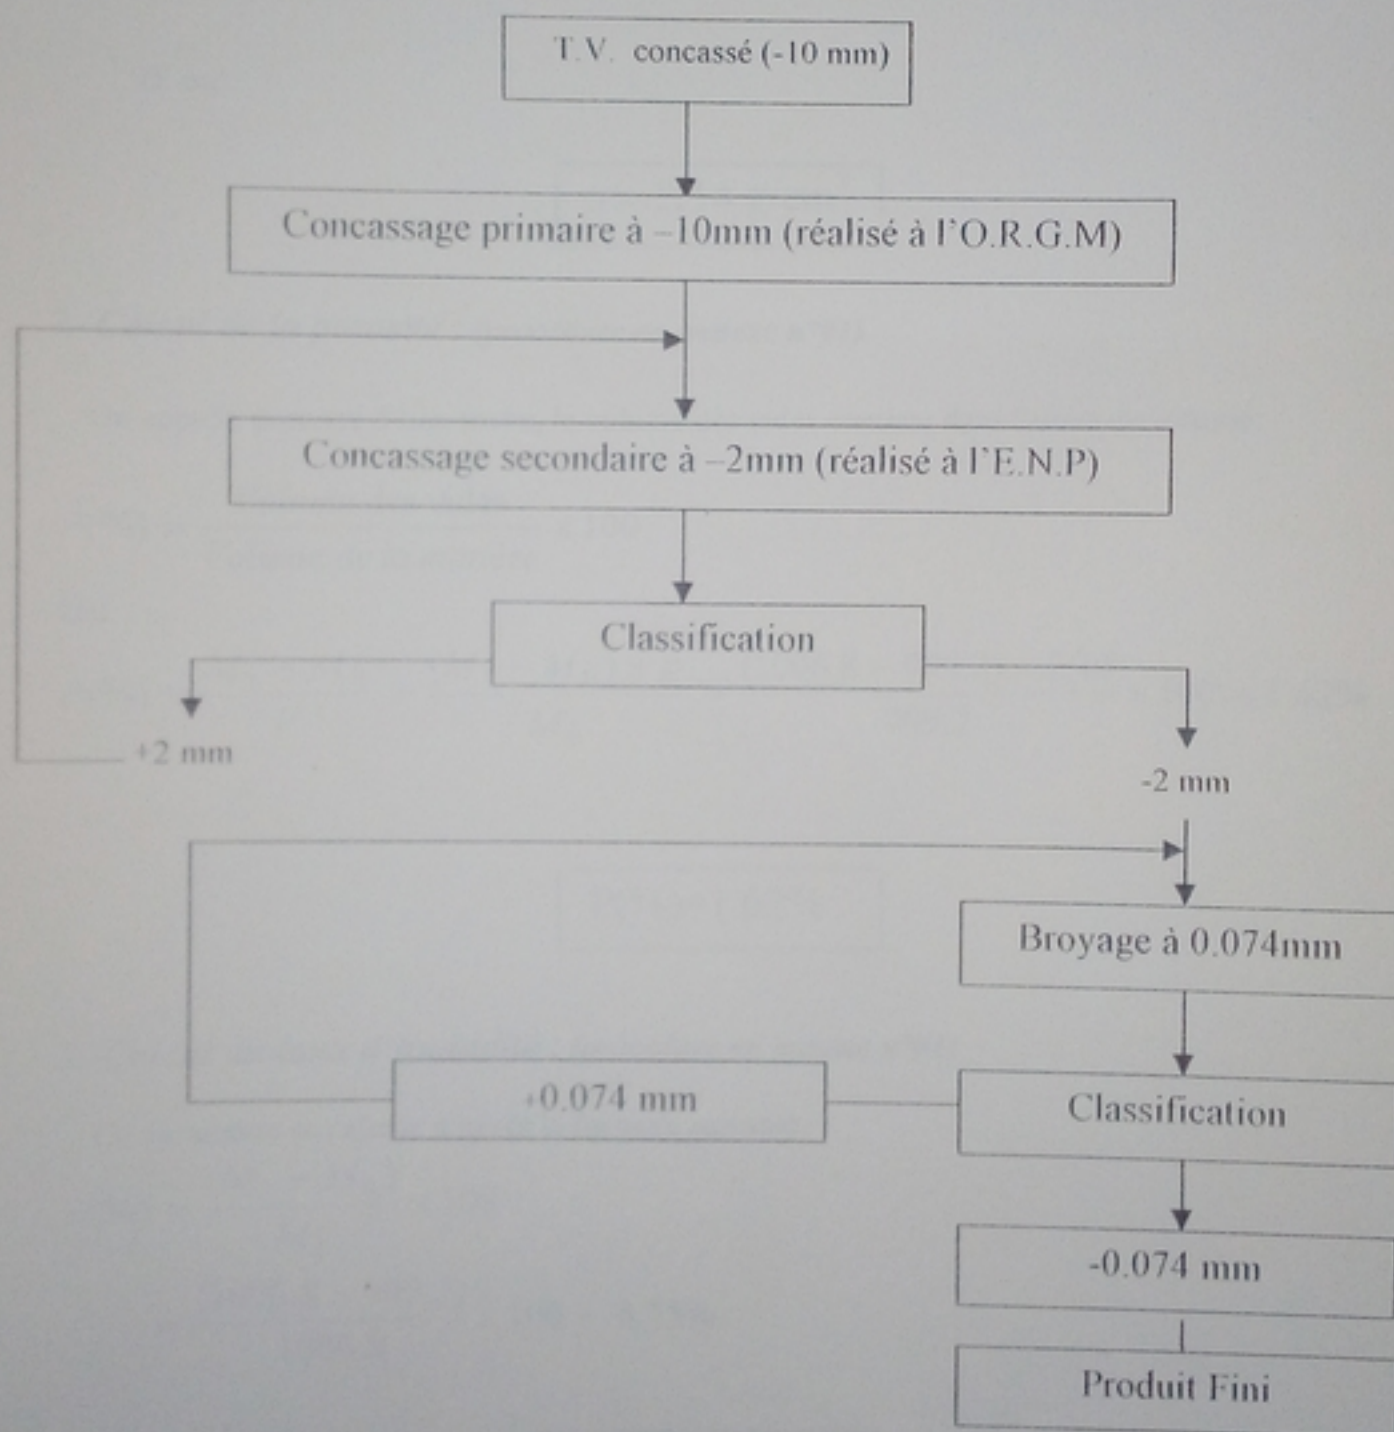 T.V. concassé (-10 mm)
Concassage primaire à –10mm (réalisé à l'O.R.G.M)
Concassage secondaire à –2mm (réalisé à l'E.N.P)
Classification
+2 mm
-2 mm
Broyage à 0.074mm
+0.074 mm
Classification
-0.074 mm
Produit Fini